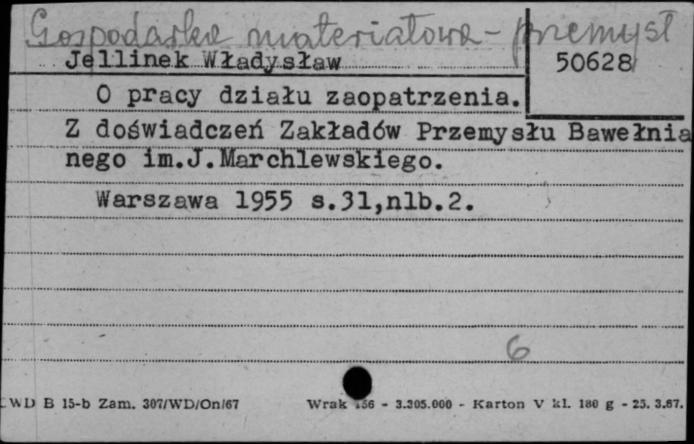 Gospodarka materiałowa - przemysł
Jellinek Władysław
50628
O pracy działu zaopatrzenia.
Z doświadczeń Zakładów Przemysłu Bawełnia
nego im.J.Marchlewskiego.
Warszawa 1955 s.31,nlb.2.
6
WD B 15-b Zam. 307/WD/On/67 Wrak 156 - 3.305.000 - Karton V kl. 180 g - 25. 3.67.